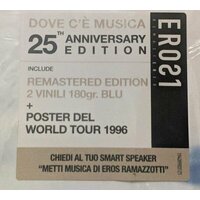 DOVE C'È MUSICA
25TH ANNIVERSARY
EDITION
INCLUDE
REMASTERED EDITION
2 VINILI 180gr. BLU
+
POSTER DEL
WORLD TOUR 1996
CHIEDI AL TUO SMART SPEAKER
"METTI MUSICA DI EROS RAMAZZOTTI"
ERO21